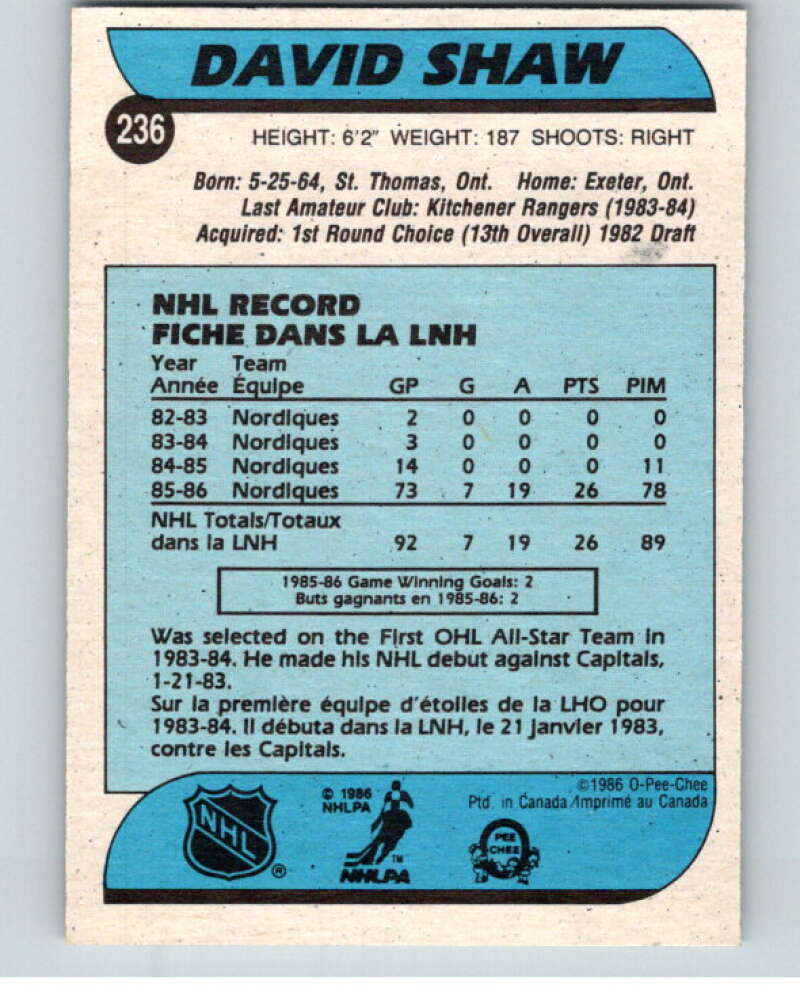 DAVID SHAW
236
HEIGHT: 6'2" WEIGHT: 187 SHOOTS: RIGHT
Born: 5-25-64, St. Thomas, Ont. Home: Exeter, Ont.
Last Amateur Club: Kitchener Rangers (1983-84)
Acquired: 1st Round Choice (13th Overall) 1982 Draft
NHL RECORD
FICHE DANS LA LNH
Year Team
Année Équipe GP G A PTS PIM
82-83 Nordiques 2 0 0 0 0
83-84 Nordiques 3 0 0 0 0
84-85 Nordiques 14 0 0 0 11
85-86 Nordiques 73 7 19 26 78
NHL Totals/Totaux
dans la LNH 92 7 19 26 89
1985-86 Game Winning Goals: 2
Buts gagnants en 1985-86: 2
Was selected on the First OHL All-Star Team in
1983-84. He made his NHL debut against Capitals,
1-21-83.
Sur la première équipe d'étoiles de la LHO pour
1983-84. Il débuta dans la LNH, le 21 janvier 1983,
contre les Capitals.
©1986 O-Pee-Chee
Ptd. in Canada/Imprimé au Canada
© 1986
NHLPA
NHL ®
TM
NHLPA
PEE
CHEE